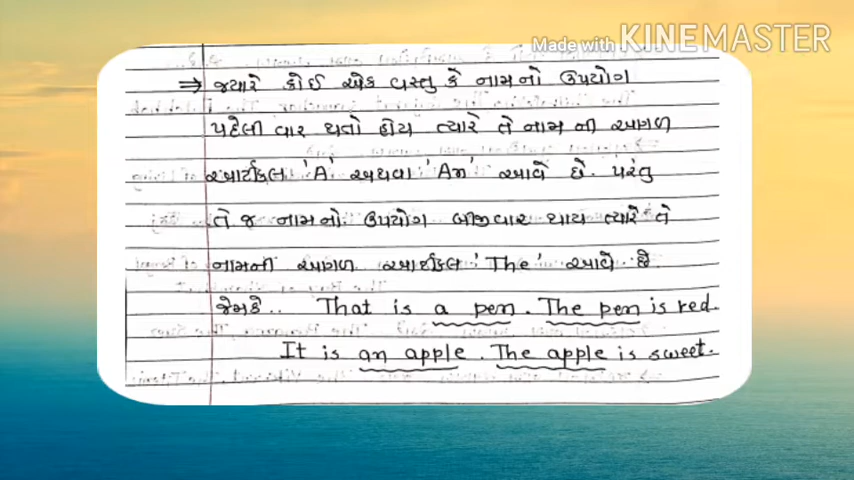 Made with KINEMASTER
⇒ જ્યારે કોઈ એક વસ્તુ કે નામનો ઉપયોગ
પહેલી વાર થતો હોય ત્યારે તે નામ ની આગળ
આર્ટીકલ 'A' અથવા 'An' આવે છે. પરંતુ
તે જ નામનો ઉપયોગ બીજીવાર થાય ત્યારે તે
નામની આગળ આર્ટીકલ 'The' આવે છે
જેમકે.. That is a pen. The pen is red.
It is an apple. The apple is sweet.